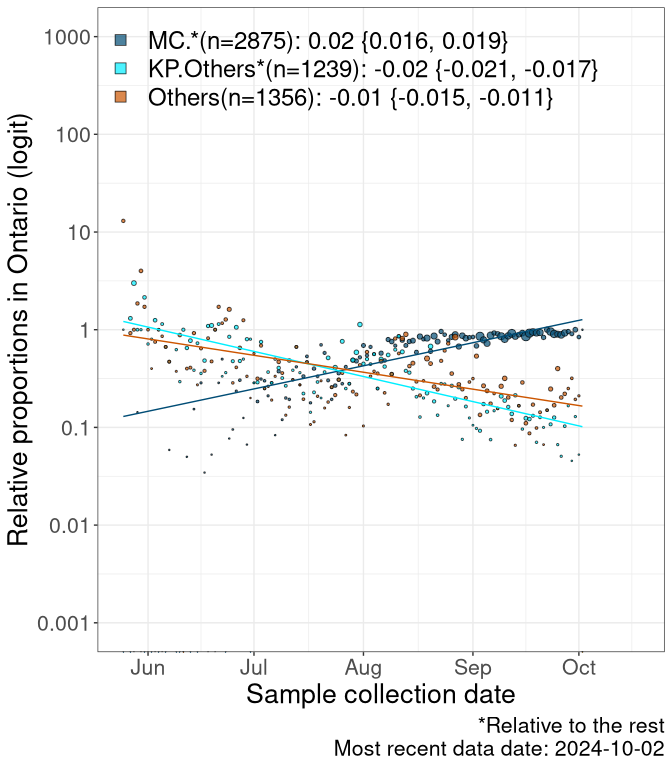 MC.*(n=2875): 0.02 {0.016, 0.019}
KP.Others*(n=1239): -0.02 {-0.021, -0.017}
Others(n=1356): -0.01 {-0.015, -0.011}
Relative proportions in Ontario (logit)
1000
100
10
1
0.1
0.01
0.001
Jun Jul Aug Sep Oct
Sample collection date
*Relative to the rest
Most recent data date: 2024-10-02